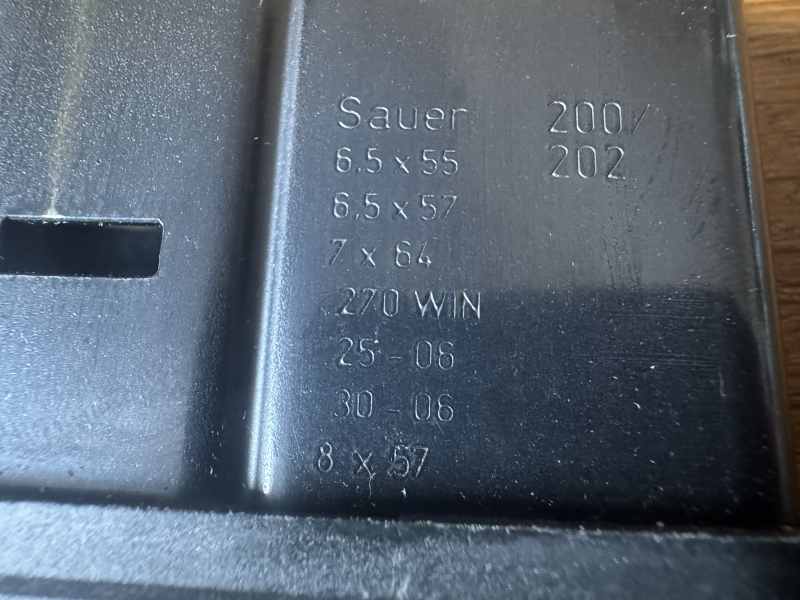 Sauer 200/
6,5 x 55 202
6,5 x 57
7 x 64
.270 WIN
25 - 06
30 - 06
8 x 57